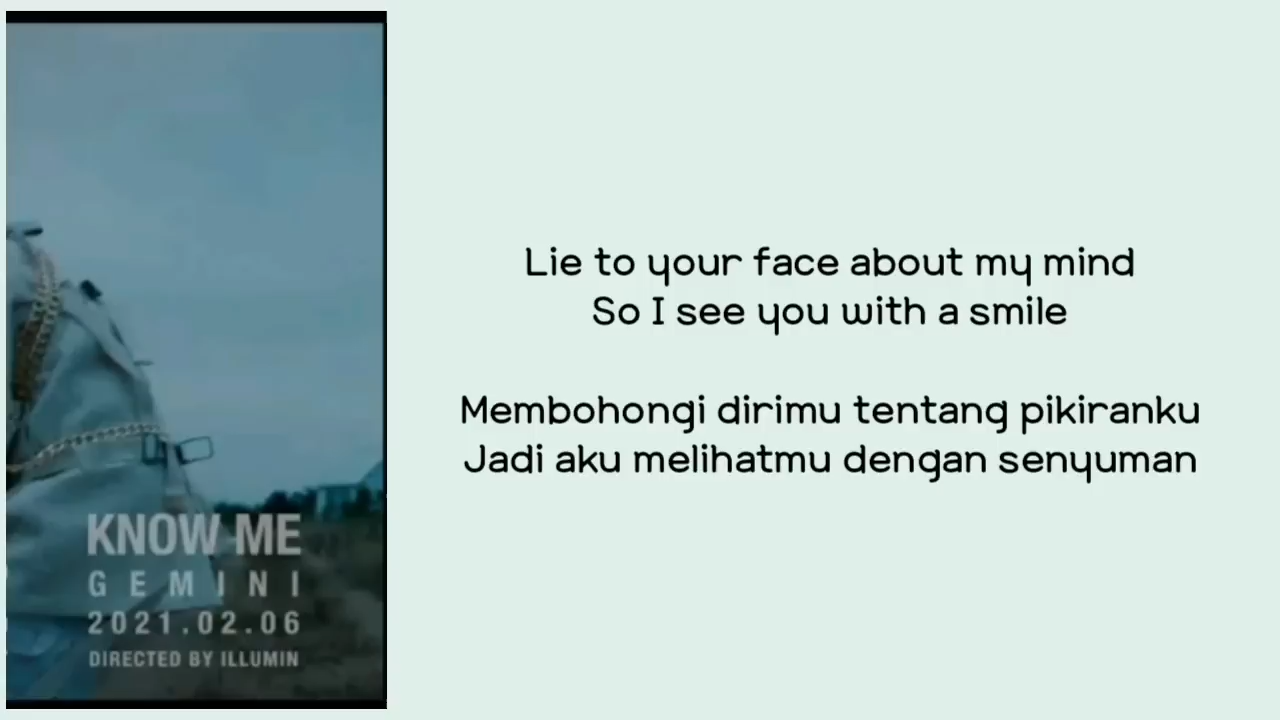 KNOW ME
GEMINI
2021.02.06
DIRECTED BY ILLUMIN
Lie to your face about my mind
So I see you with a smile
Membohongi dirimu tentang pikiranku
Jadi aku melihatmu dengan senyuman